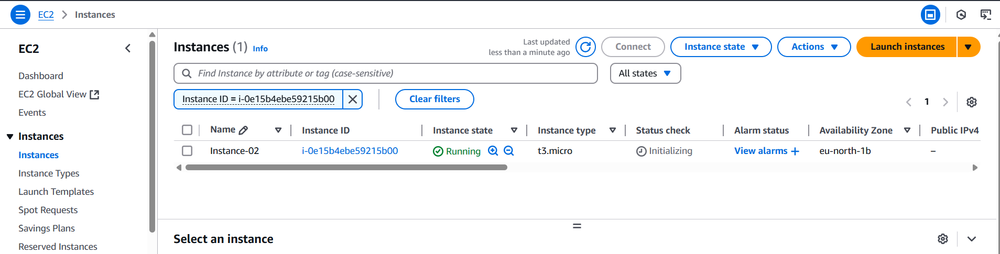 EC2 > Instances
EC2
Dashboard
EC2 Global View
Events
Instances
Instances
Instance Types
Launch Templates
Spot Requests
Savings Plans
Reserved Instances
Instances (1) Info
Last updated
less than a minute ago
Connect
Instance state
Actions
Launch instances
Find Instance by attribute or tag (case-sensitive)
All states
Instance ID = i-0e15b4ebe59215b00
Clear filters
1
Name Instance ID Instance state Instance type Status check Alarm status Availability Zone Public IPv4
Instance-02 i-0e15b4ebe59215b00 Running t3.micro Initializing View alarms + eu-north-1b –
Select an instance